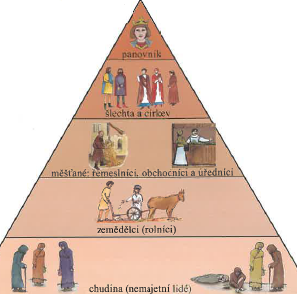 panovník
šlechta a církev
měšťané: řemeslníci, obchodníci a úředníci
zemědělci (rolníci)
chudina (nemajetní lidé)